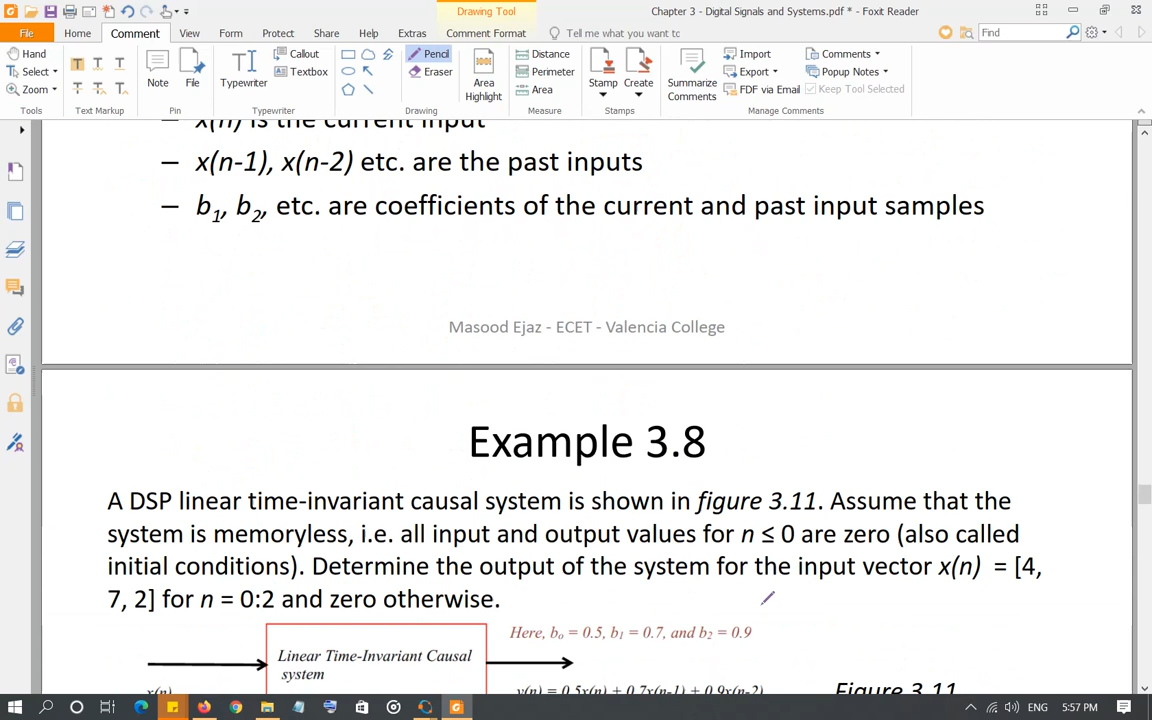 Drawing Tool
Chapter 3 - Digital Signals and Systems.pdf * - Foxit Reader
File Home Comment View Form Protect Share Help Extras Comment Format Tell me what you want to do...
Find
Hand
Select
Zoom
Tools
Text Markup
Note
File
Pin
Typewriter
Callout
Textbox
Typewriter
Pencil
Eraser
Drawing
Area
Highlight
Distance
Perimeter
Area
Measure
Stamp
Create
Stamps
Summarize
Comments
Import
Export
FDF via Email
Comments
Popup Notes
Keep Tool Selected
Manage Comments
– x(n) is the current input
– x(n-1), x(n-2) etc. are the past inputs
– b1, b2, etc. are coefficients of the current and past input samples
Masood Ejaz - ECET - Valencia College
Example 3.8
A DSP linear time-invariant causal system is shown in figure 3.11. Assume that the
system is memoryless, i.e. all input and output values for n ≤ 0 are zero (also called
initial conditions). Determine the output of the system for the input vector x(n) = [4,
7, 2] for n = 0:2 and zero otherwise.
Here, bo = 0.5, b1 = 0.7, and b2 = 0.9
Linear Time-Invariant Causal
system
x(n)
y(n) = 0.5x(n) + 0.7x(n-1) + 0.9x(n-2)
Figure 3.11
ENG 5:57 PM